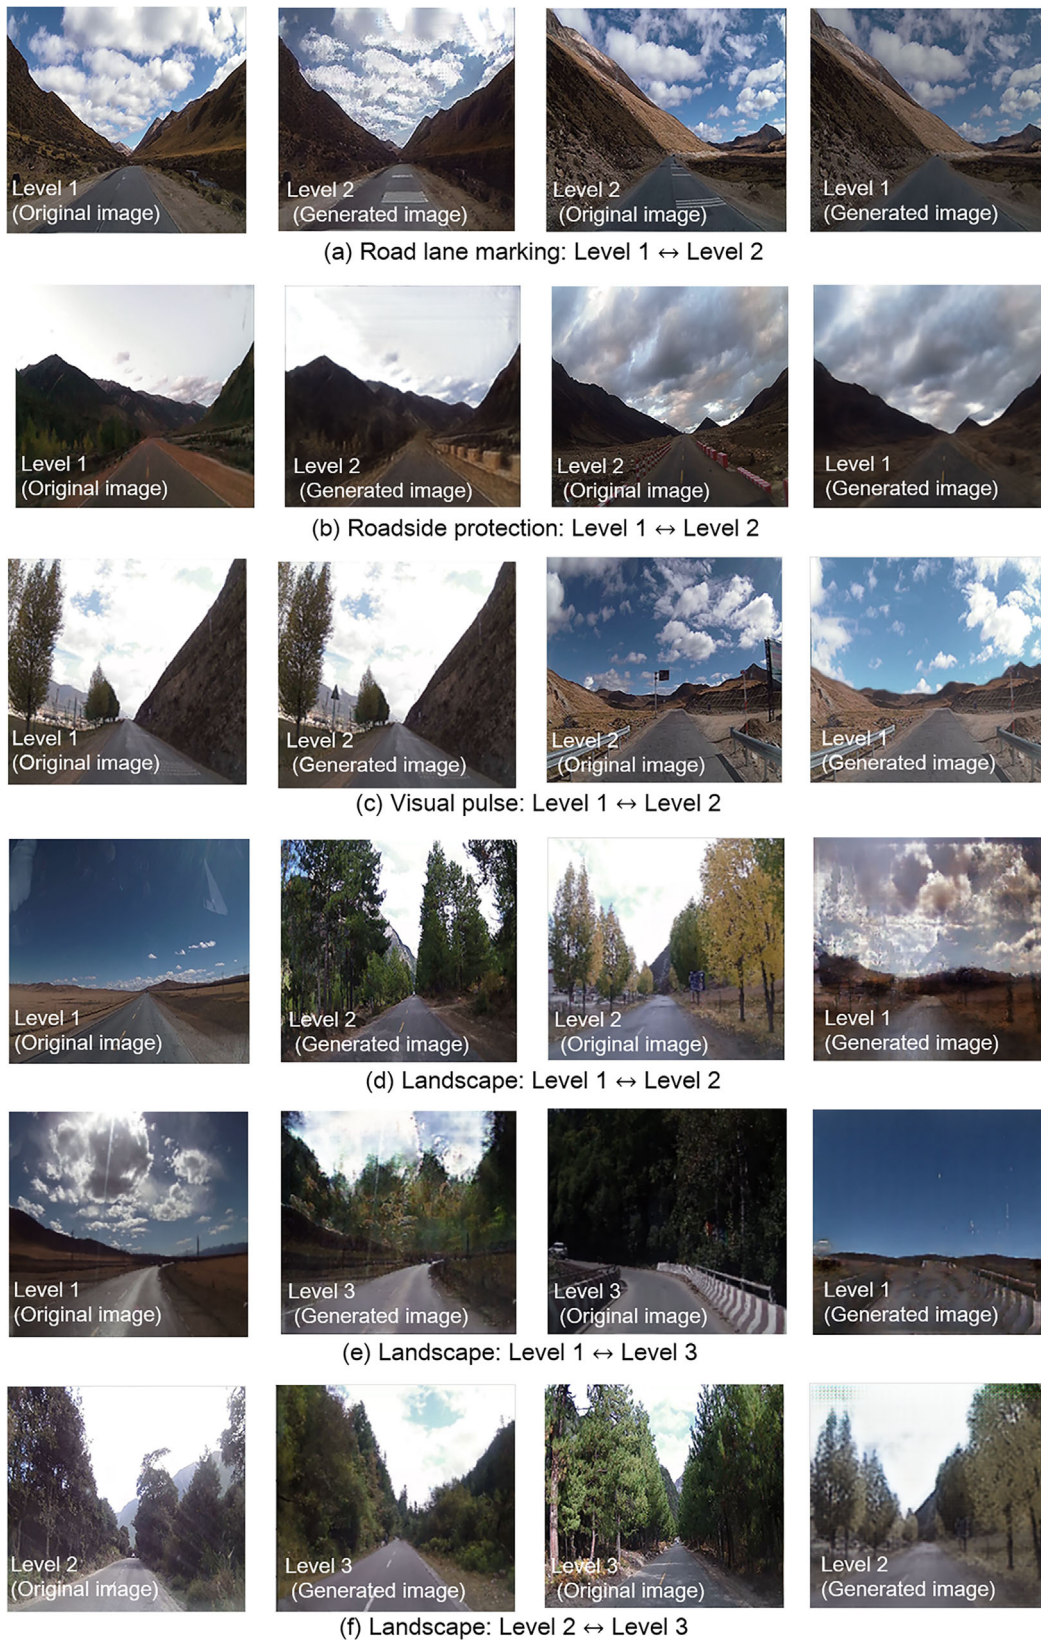 Level 1
(Original image)
Level 2
(Generated image)
Level 2
(Original image)
Level 1
(Generated image)
(a) Road lane marking: Level 1 ↔ Level 2
Level 1
(Original image)
Level 2
(Generated image)
Level 2
(Original image)
Level 1
(Generated image)
(b) Roadside protection: Level 1 ↔ Level 2
Level 1
(Original image)
Level 2
(Generated image)
Level 2
(Original image)
Level 1
(Generated image)
(c) Visual pulse: Level 1 ↔ Level 2
Level 1
(Original image)
Level 2
(Generated image)
Level 2
(Original image)
Level 1
(Generated image)
(d) Landscape: Level 1 ↔ Level 2
Level 1
(Original image)
Level 3
(Generated image)
Level 3
(Original image)
Level 1
(Generated image)
(e) Landscape: Level 1 ↔ Level 3
Level 2
(Original image)
Level 3
(Generated image)
Level 3
(Original image)
Level 2
(Generated image)
(f) Landscape: Level 2 ↔ Level 3